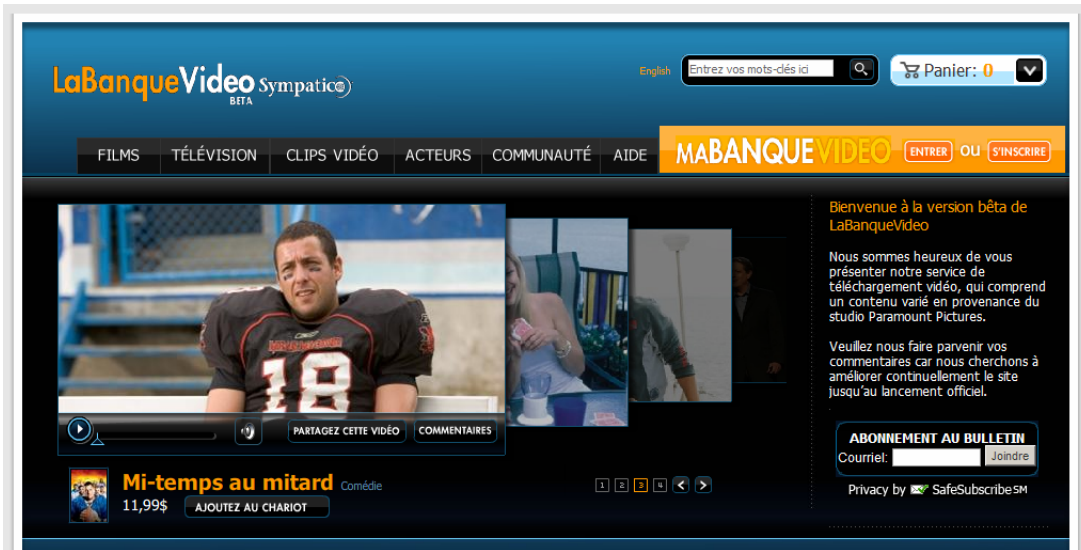 LaBanqueVideo Sympatico
BETA
English
Entrez vos mots-clés ici
Panier: 0
FILMS
TÉLÉVISION
CLIPS VIDÉO
ACTEURS
COMMUNAUTÉ
AIDE
MABANQUEVIDEO
ENTRER OU S'INSCRIRE
18
PARTAGEZ CETTE VIDÉO
COMMENTAIRES
Mi-temps au mitard Comédie
11,99$ AJOUTEZ AU CHARIOT
1 2 3 4
Bienvenue à la version bêta de
LaBanqueVideo
Nous sommes heureux de vous
présenter notre service de
téléchargement vidéo, qui comprend
un contenu varié en provenance du
studio Paramount Pictures.
Veuillez nous faire parvenir vos
commentaires car nous cherchons à
améliorer continuellement le site
jusqu'au lancement officiel.
ABONNEMENT AU BULLETIN
Courriel: Joindre
Privacy by SafeSubscribe SM